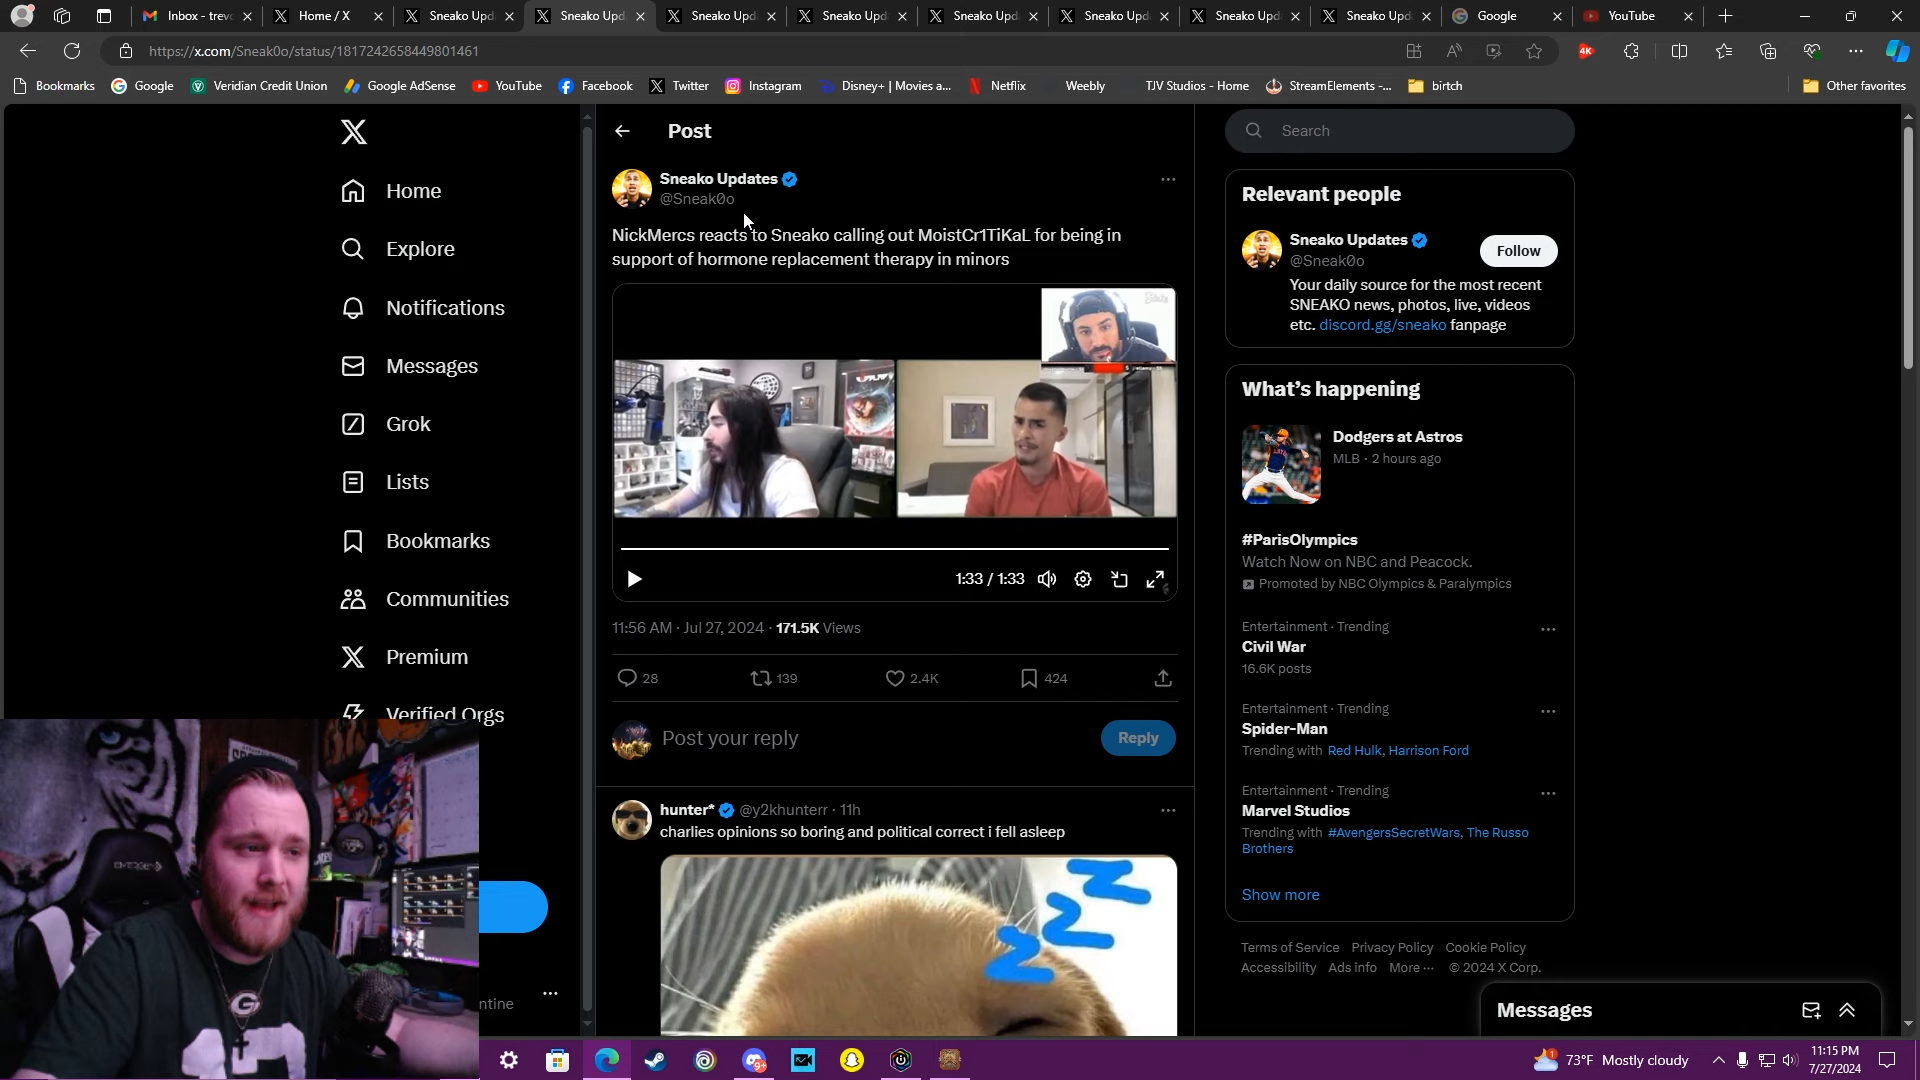 Inbox - trevo
Home / X
Sneako Upd
Sneako Upd
Sneako Upd
Sneako Upd
Sneako Upd
Sneako Upd
Sneako Upd
Sneako Upd
Google
YouTube
https://x.com/Sneak0o/status/1817242658449801461
4K
Bookmarks
Google
Veridian Credit Union
Google AdSense
YouTube
Facebook
Twitter
Instagram
Disney+ | Movies a...
Netflix
Weebly
TJV Studios - Home
StreamElements -...
birtch
Other favorites
Home
Explore
Notifications
Messages
Grok
Lists
Bookmarks
Communities
Premium
Verified Orgs
ntine
Post
Sneako Updates
@Sneak0o
NickMercs reacts to Sneako calling out MoistCr1TiKaL for being in
support of hormone replacement therapy in minors
1:33 / 1:33
11:56 AM · Jul 27, 2024 · 171.5K Views
28
139
2.4K
424
Post your reply
Reply
hunter* @y2khunterr · 11h
charlies opinions so boring and political correct i fell asleep
Search
Relevant people
Sneako Updates
@Sneak0o
Follow
Your daily source for the most recent
SNEAKO news, photos, live, videos
etc. discord.gg/sneako fanpage
What's happening
Dodgers at Astros
MLB · 2 hours ago
#ParisOlympics
Watch Now on NBC and Peacock.
Promoted by NBC Olympics & Paralympics
Entertainment · Trending
Civil War
16.6K posts
Entertainment · Trending
Spider-Man
Trending with Red Hulk, Harrison Ford
Entertainment · Trending
Marvel Studios
Trending with #AvengersSecretWars, The Russo
Brothers
Show more
Terms of Service Privacy Policy Cookie Policy
Accessibility Ads info More ··· © 2024 X Corp.
Messages
9+
1
73°F Mostly cloudy
11:15 PM
7/27/2024